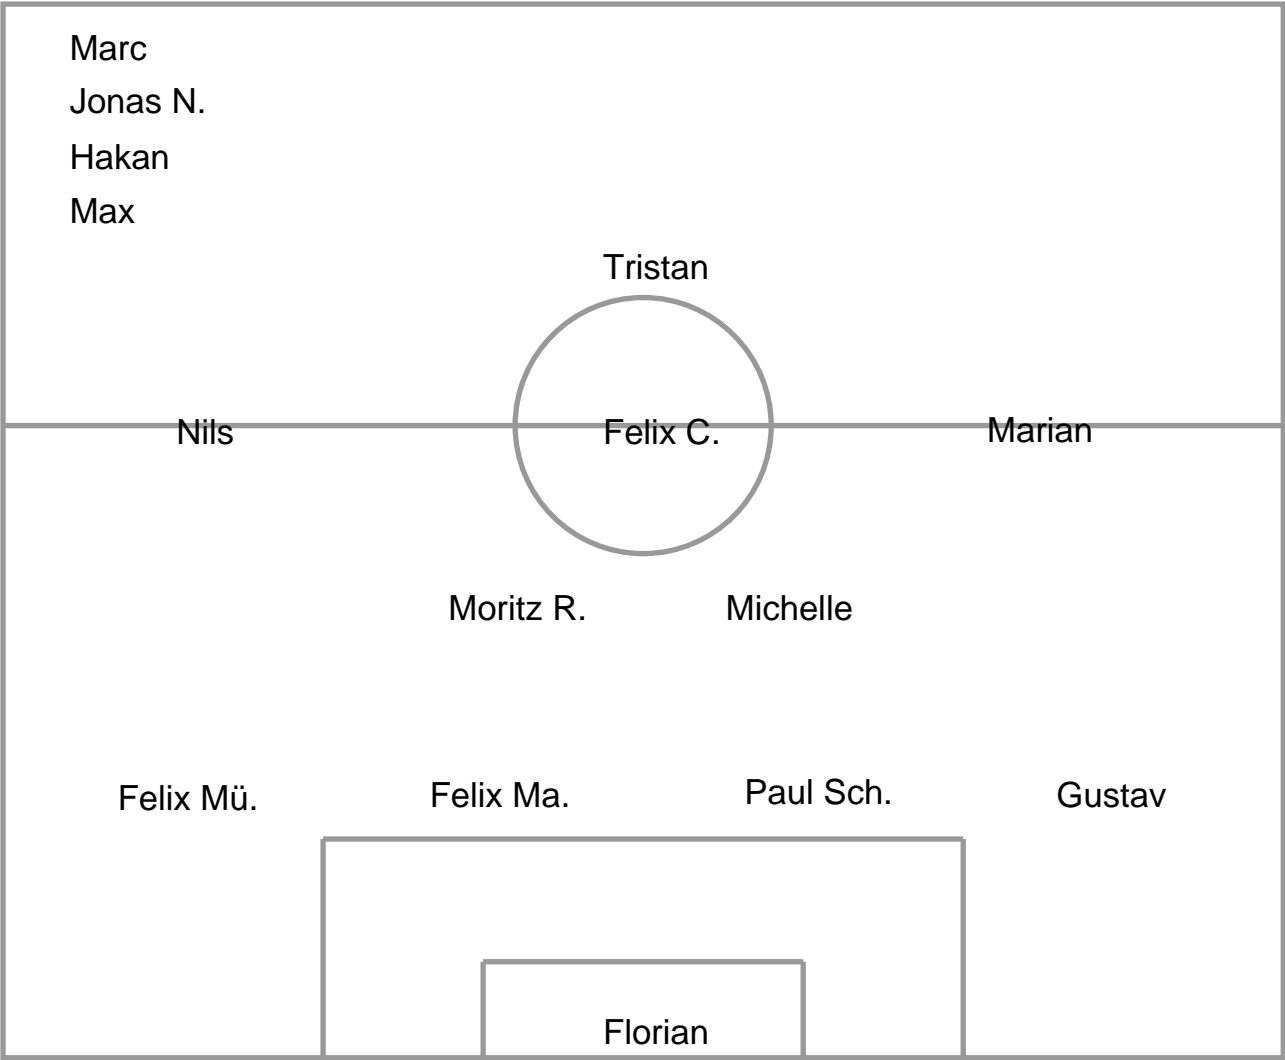 Marc
Jonas N.
Hakan
Max
Tristan
Nils Felix C. Marian
Moritz R. Michelle
Felix Mü. Felix Ma. Paul Sch. Gustav
Florian